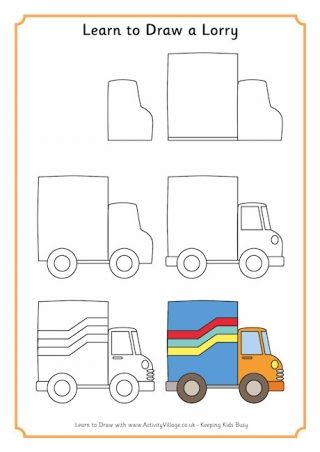 Learn to Draw a Lorry
Learn to Draw with www.ActivityVillage.co.uk - Keeping Kids Busy